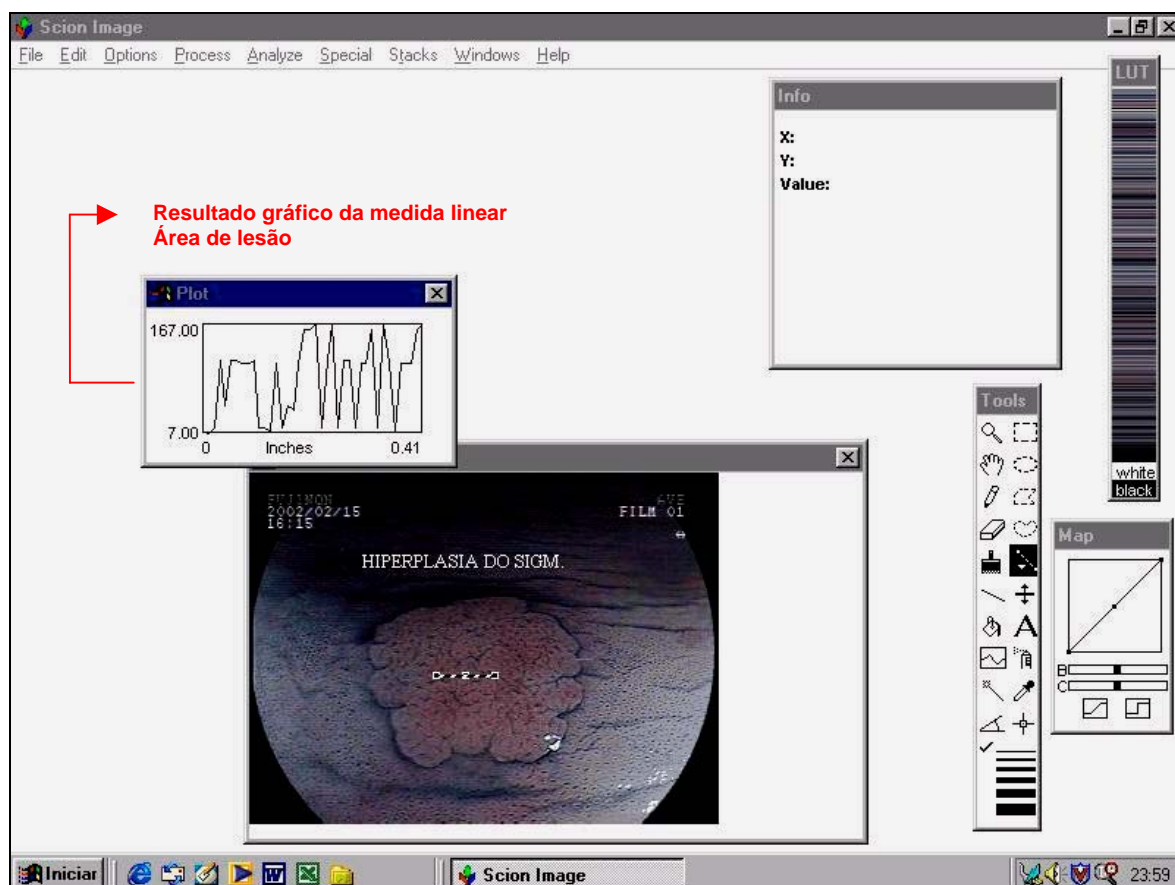 Scion Image
File Edit Options Process Analyze Special Stacks Windows Help
LUT
Info
X:
Y:
Value:
Resultado gráfico da medida linear
Área de lesão
Plot
167.00
7.00
0 Inches 0.41
Tools
A
white
black
Map
B
C
FUJINON
2002/02/15
16:15
AVE
FILM 01
HIPERPLASIA DO SIGM.
Iniciar
Scion Image
23:59